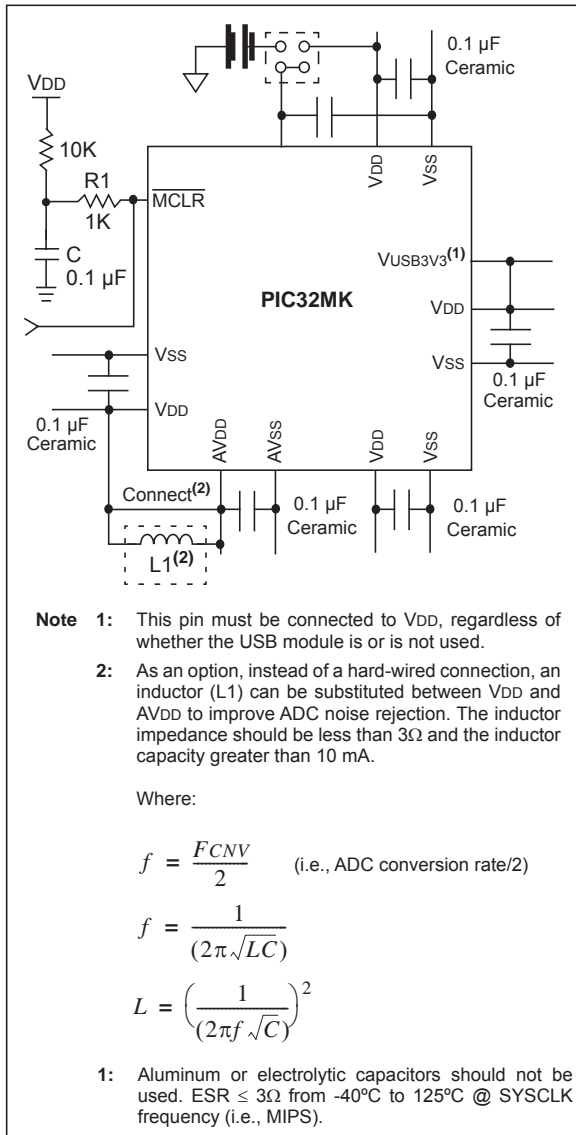 0.1 µF
Ceramic
VDD
10K
R1
1K
MCLR
C
0.1 µF
VDD
VSS
VUSB3V3(1)
PIC32MK
VDD
VSS
VSS
VDD
0.1 µF
Ceramic
0.1 µF
Ceramic
AVDD
AVSS
VDD
VSS
Connect(2)
0.1 µF
Ceramic
0.1 µF
Ceramic
L1(2)
Note 1: This pin must be connected to VDD, regardless of
whether the USB module is or is not used.
2: As an option, instead of a hard-wired connection, an
inductor (L1) can be substituted between VDD and
AVDD to improve ADC noise rejection. The inductor
impedance should be less than 3Ω and the inductor
capacity greater than 10 mA.
Where:
f = FCNV / 2 (i.e., ADC conversion rate/2)
f = 1 / (2π√LC)
L = (1 / (2πf√C))²
1: Aluminum or electrolytic capacitors should not be
used. ESR ≤ 3Ω from -40ºC to 125ºC @ SYSCLK
frequency (i.e., MIPS).